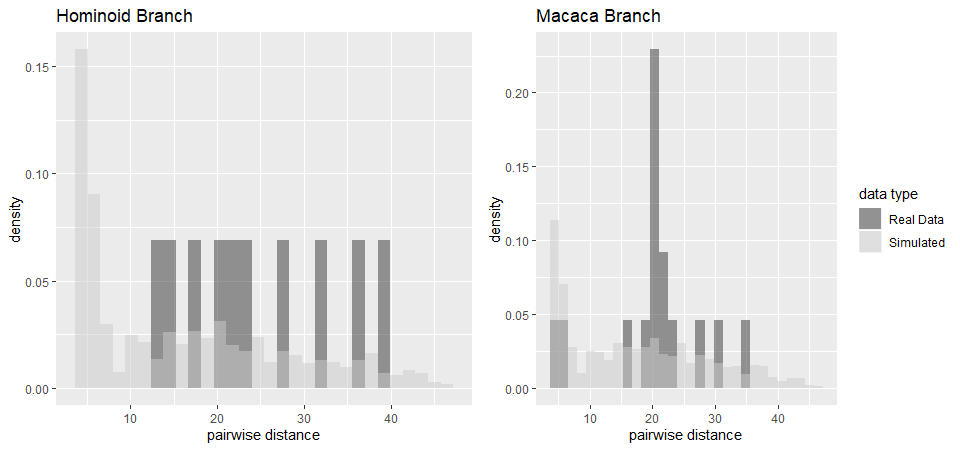 Hominoid Branch
0.15
0.10
0.05
0.00
density
10 20 30 40
pairwise distance
Macaca Branch
0.20
0.15
0.10
0.05
0.00
density
10 20 30 40
pairwise distance
data type
Real Data
Simulated